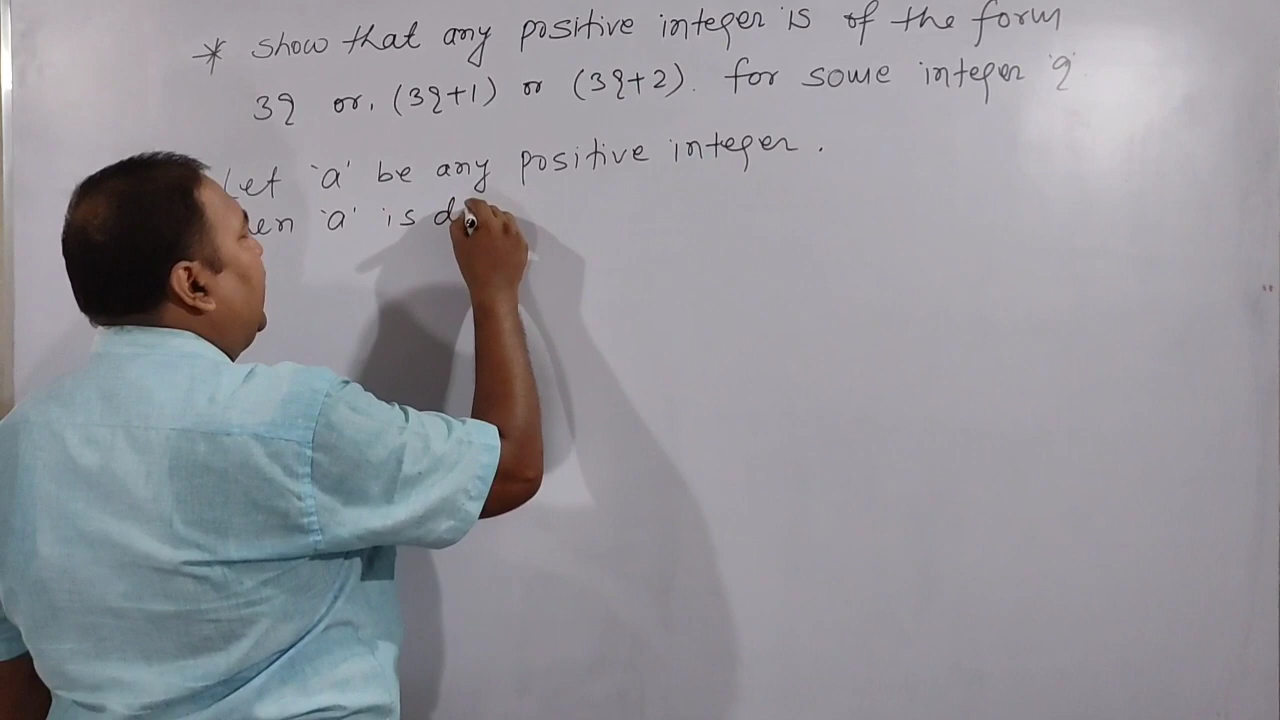 * Show that any positive integer is of the form
3q or, (3q+1) or (3q+2). for some integer 'q'
Let 'a' be any positive integer.
en 'a' is d